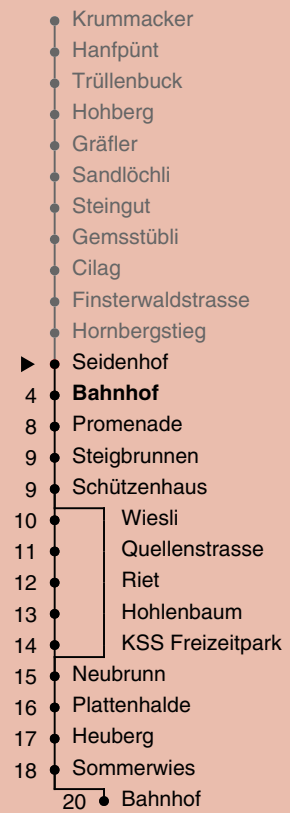 Krummacker
Hanfpünt
Trüllenbuck
Hohberg
Gräfler
Sandlöchli
Steingut
Gemsstübli
Cilag
Finsterwaldstrasse
Hornbergstieg
Seidenhof
4 Bahnhof
8 Promenade
9 Steigbrunnen
9 Schützenhaus
10 Wiesli
11 Quellenstrasse
12 Riet
13 Hohlenbaum
14 KSS Freizeitpark
15 Neubrunn
16 Plattenhalde
17 Heuberg
18 Sommerwies
20 Bahnhof